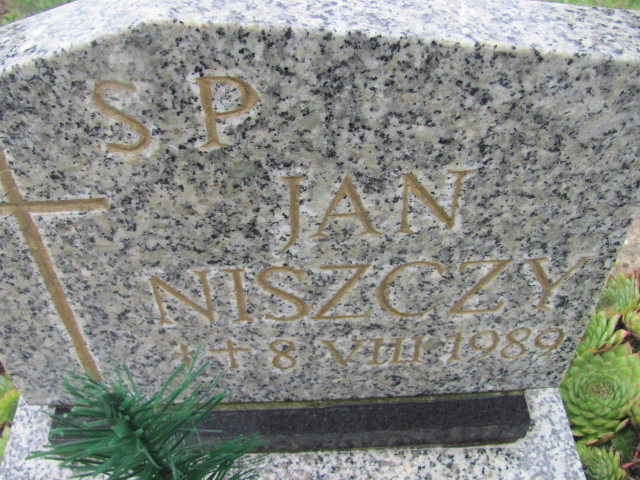 SP
JAN
NISZCZY
++ 8 VIII 1989